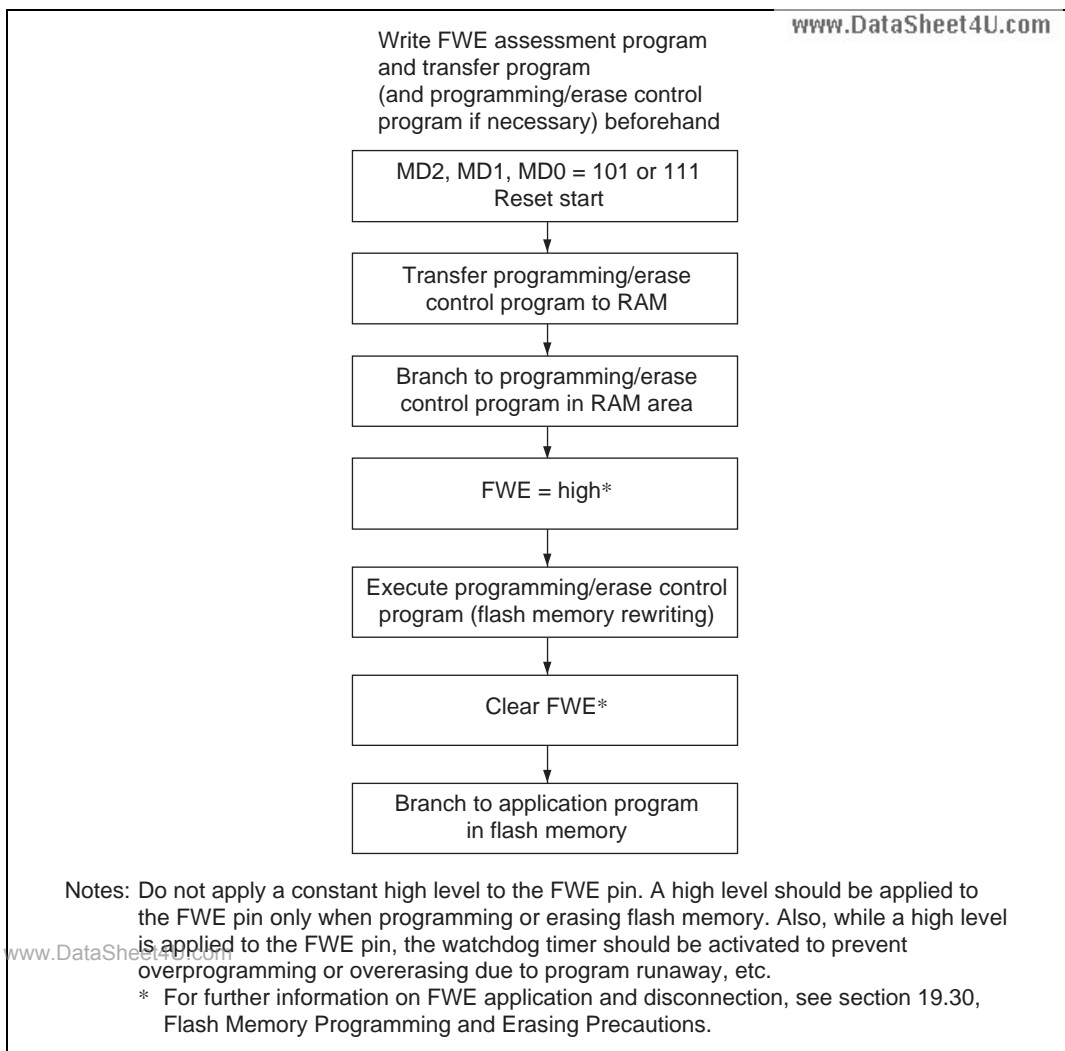 www.DataSheet4U.com
Write FWE assessment program
and transfer program
(and programming/erase control
program if necessary) beforehand
MD2, MD1, MD0 = 101 or 111
Reset start
Transfer programming/erase
control program to RAM
Branch to programming/erase
control program in RAM area
FWE = high*
Execute programming/erase control
program (flash memory rewriting)
Clear FWE*
Branch to application program
in flash memory
Notes: Do not apply a constant high level to the FWE pin. A high level should be applied to
the FWE pin only when programming or erasing flash memory. Also, while a high level
is applied to the FWE pin, the watchdog timer should be activated to prevent
www.DataSheet4U.com
overprogramming or overerasing due to program runaway, etc.
* For further information on FWE application and disconnection, see section 19.30,
Flash Memory Programming and Erasing Precautions.